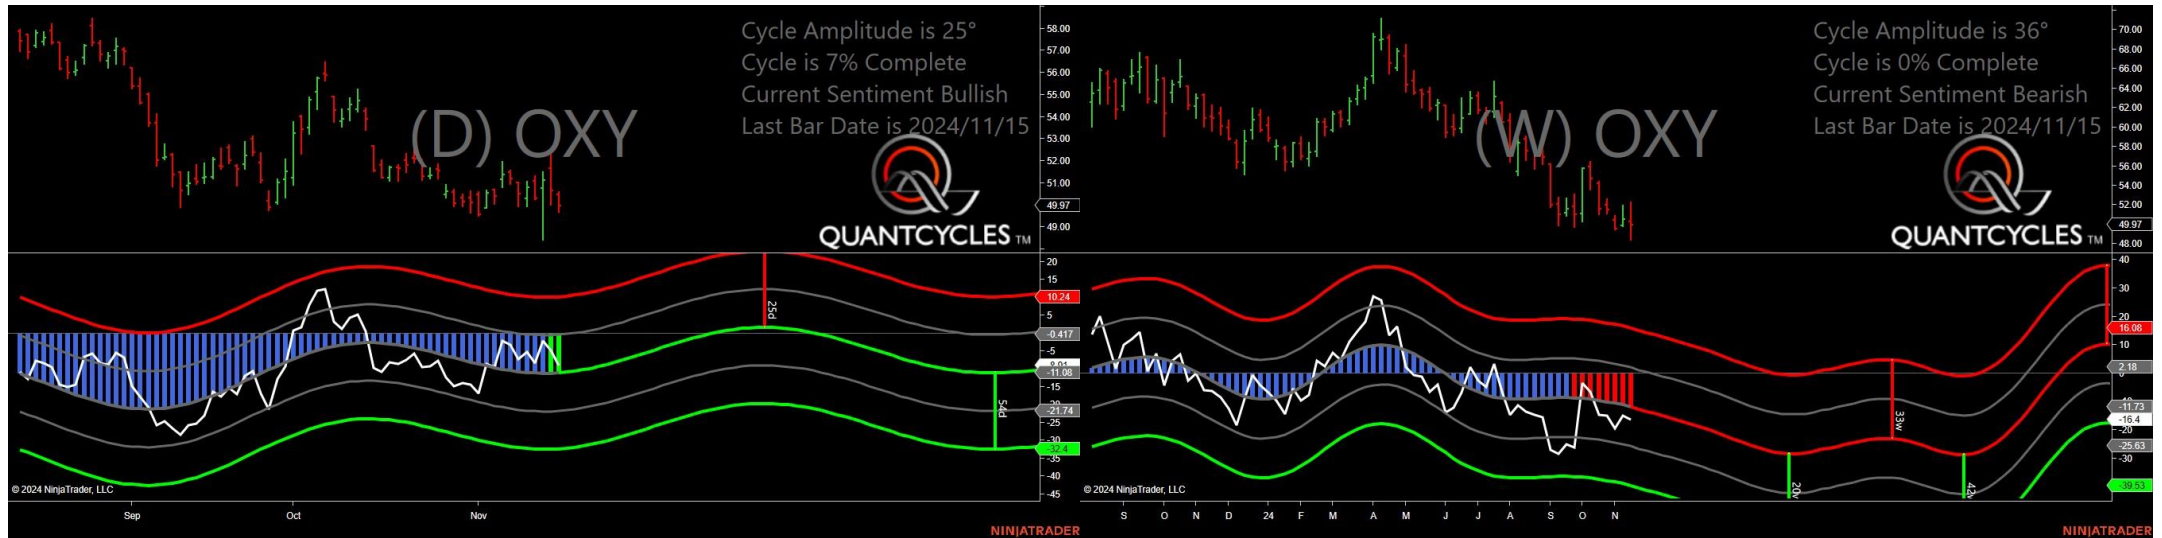 Cycle Amplitude is 25°
Cycle is 7% Complete
Current Sentiment Bullish
Last Bar Date is 2024/11/15
(D) OXY
QUANTCYCLES TM
58.00
57.00
56.00
55.00
54.00
53.00
52.00
51.00
49.97
49.00
20
15
10.24
5
-0.417
-5
-11.08
-15
-21.74
-25
-30
-32.4
-35
-40
-45
25d
54d
© 2024 NinjaTrader, LLC
Sep
Oct
Nov
NINJATRADER
Cycle Amplitude is 36°
Cycle is 0% Complete
Current Sentiment Bearish
Last Bar Date is 2024/11/15
(W) OXY
QUANTCYCLES TM
70.00
68.00
66.00
64.00
62.00
60.00
58.00
56.00
54.00
52.00
49.97
48.00
40
30
20
16.08
10
2.18
0
-11.73
-16.4
-20
-25.63
-30
-39.53
20w
33w
© 2024 NinjaTrader, LLC
S O N D 24 F M A M J J A S O N
NINJATRADER